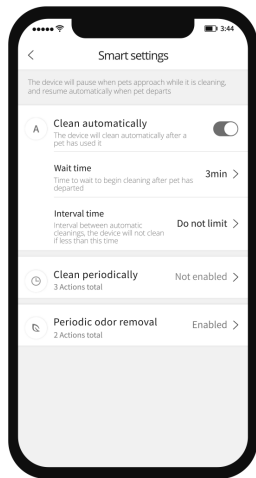 3:44
Smart settings
The device will pause when pets approach while it is cleaning,
and resume automatically when pet departs
A
Clean automatically
The device will clean automatically after a
pet has used it
Wait time
Time to wait to begin cleaning after pet has
departed
3min
Interval time
Interval between automatic
cleanings, the device will not clean
if less than this time
Do not limit
Clean periodically
3 Actions total
Not enabled
Periodic odor removal
2 Actions total
Enabled